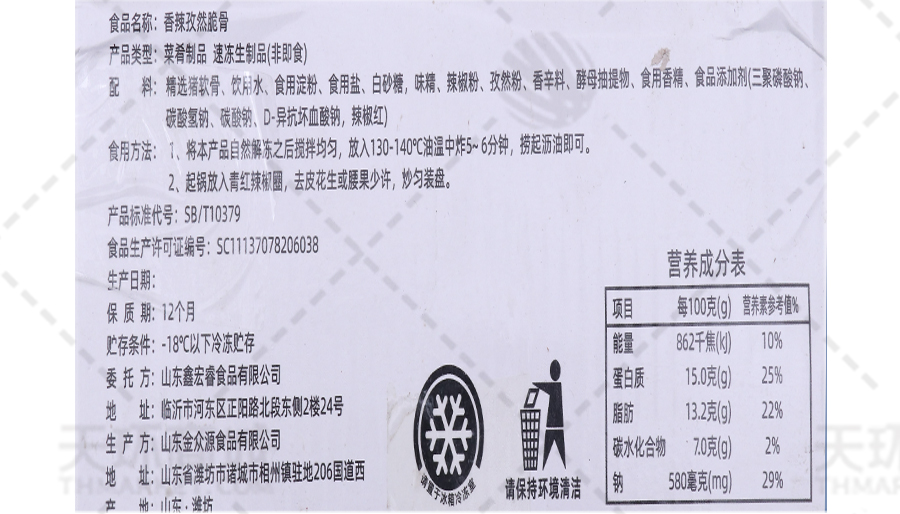 食品名称：香辣孜然脆骨
产品类型：菜肴制品 速冻生制品(非即食)
配 料：精选猪软骨、饮用水、食用淀粉、食用盐、白砂糖，味精、辣椒粉、孜然粉、香辛料、酵母抽提物、食用香精、食品添加剂(三聚磷酸钠、
碳酸氢钠、碳酸钠、D-异抗坏血酸钠，辣椒红)
食用方法：1、将本产品自然解冻之后搅拌均匀，放入130-140℃油温中炸5~6分钟，捞起沥油即可。
2、起锅放入青红辣椒圈，去皮花生或腰果少许，炒匀装盘。
产品标准代号：SB/T10379
食品生产许可证编号：SC11137078206038
生产日期：
保 质 期：12个月
贮存条件：-18℃以下冷冻贮存
委 托 方：山东鑫宏睿食品有限公司
地 址：临沂市河东区正阳路北段东侧2楼24号
生 产 方：山东金众源食品有限公司
地 址：山东省潍坊市诸城市相州镇驻地206国道西
产 地：山东·潍坊
营养成分表
项目 每100克(g) 营养素参考值%
能量 862千焦(kJ) 10%
蛋白质 15.0克(g) 25%
脂肪 13.2克(g) 22%
碳水化合物 7.0克(g) 2%
钠 580毫克(mg) 29%
请置于冰箱冷冻室
请保持环境清洁